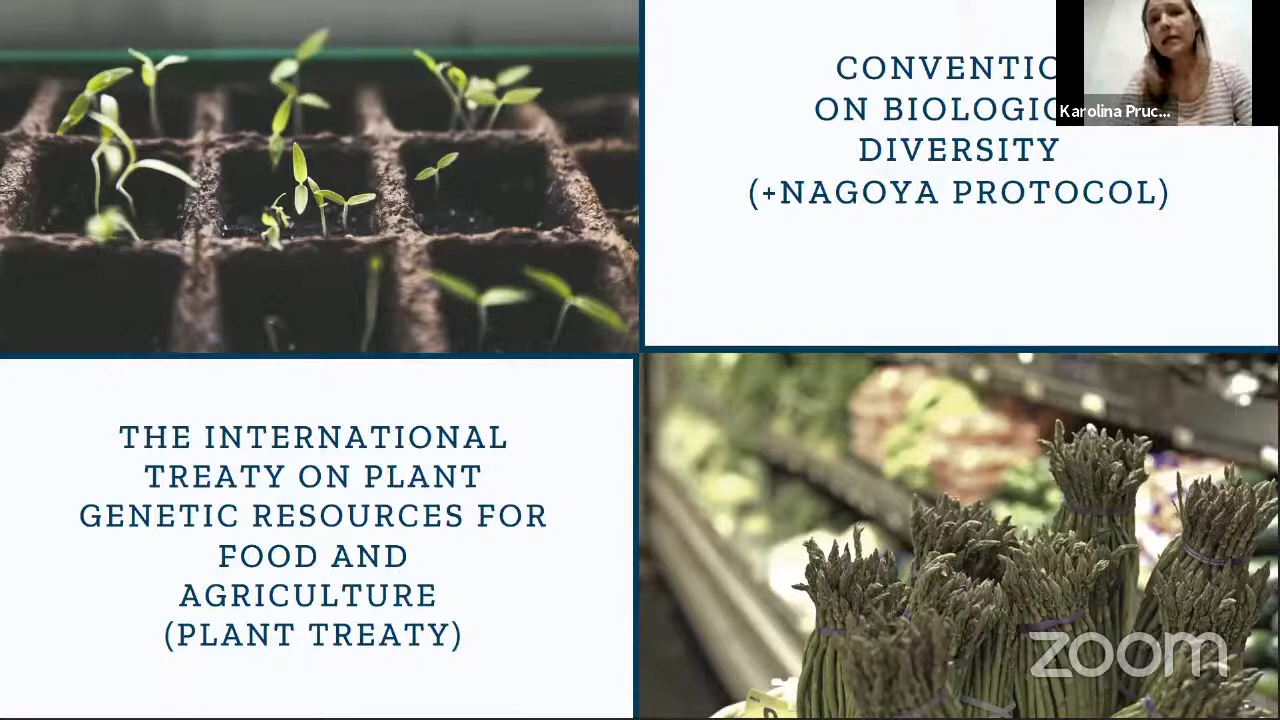 CONVENTIO
ON BIOLOGIC
DIVERSITY
(+NAGOYA PROTOCOL)
Karolina Pruc...
THE INTERNATIONAL
TREATY ON PLANT
GENETIC RESOURCES FOR
FOOD AND
AGRICULTURE
(PLANT TREATY)
zoom